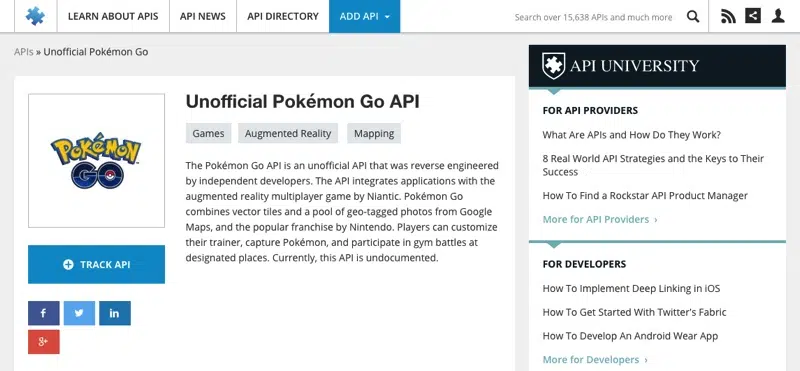 LEARN ABOUT APIS
API NEWS
API DIRECTORY
ADD API
Search over 15,638 APIs and much more
APIs » Unofficial Pokémon Go
POKÉMON
GO
TRACK API
f
g+
Unofficial Pokémon Go API
Games
Augmented Reality
Mapping
The Pokémon Go API is an unofficial API that was reverse engineered
by independent developers. The API integrates applications with the
augmented reality multiplayer game by Niantic. Pokémon Go
combines vector tiles and a pool of geo-tagged photos from Google
Maps, and the popular franchise by Nintendo. Players can customize
their trainer, capture Pokémon, and participate in gym battles at
designated places. Currently, this API is undocumented.
API UNIVERSITY
FOR API PROVIDERS
What Are APIs and How Do They Work?
8 Real World API Strategies and the Keys to Their
Success
How To Find a Rockstar API Product Manager
More for API Providers ›
FOR DEVELOPERS
How To Implement Deep Linking in iOS
How To Get Started With Twitter's Fabric
How To Develop An Android Wear App
More for Developers ›